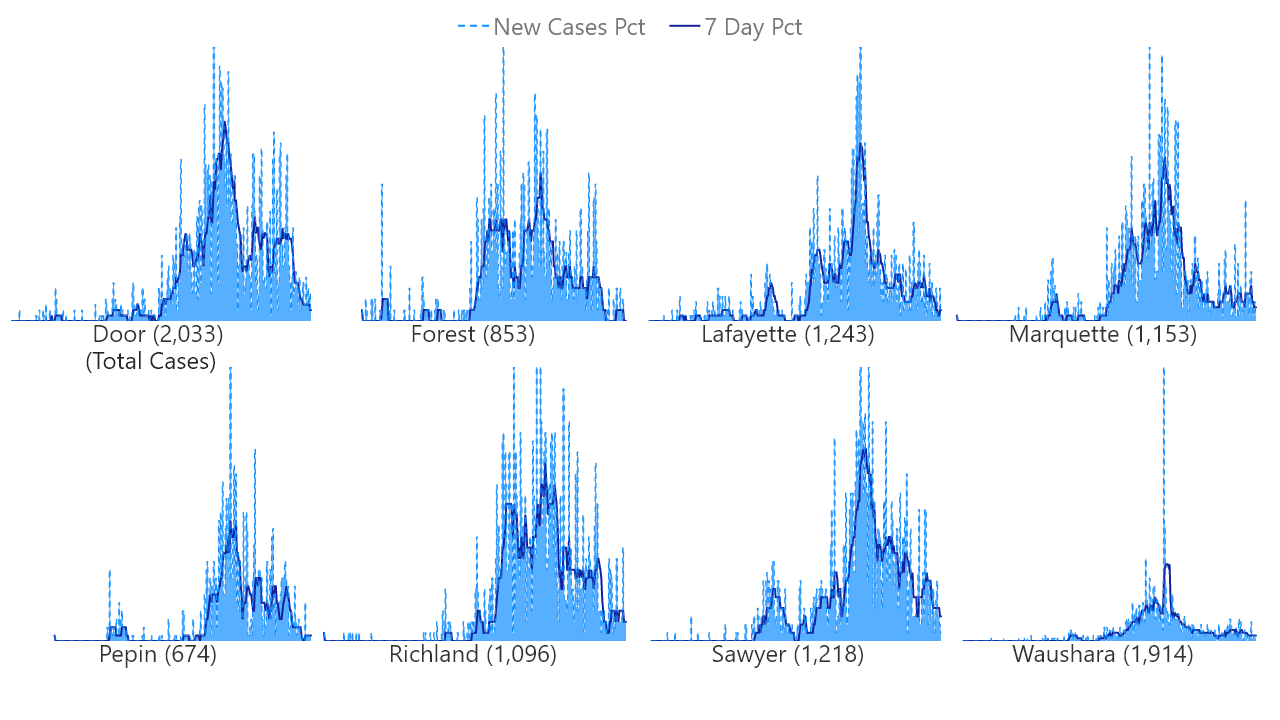 New Cases Pct 7 Day Pct
Door (2,033) Forest (853) Lafayette (1,243) Marquette (1,153)
(Total Cases)
Pepin (674) Richland (1,096) Sawyer (1,218) Waushara (1,914)